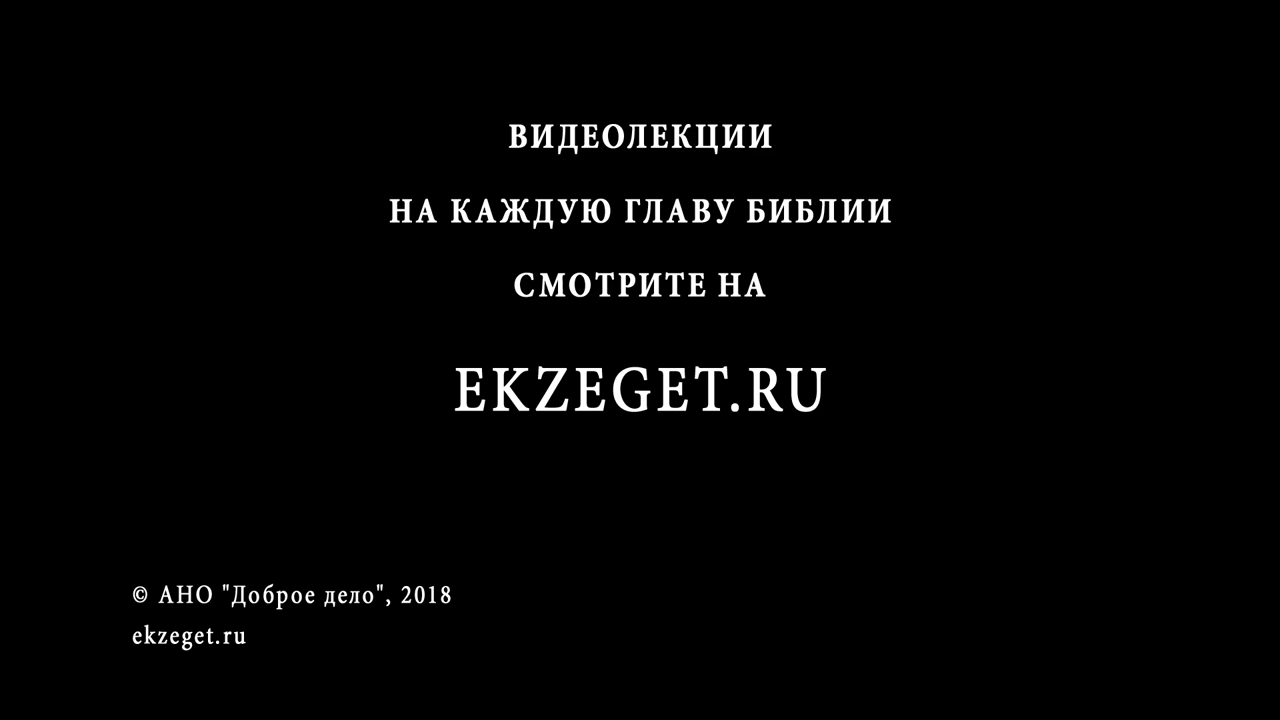 ВИДЕОЛЕКЦИИ
НА КАЖДУЮ ГЛАВУ БИБЛИИ
СМОТРИТЕ НА
EKZEGET.RU
© АНО "Доброе дело", 2018
ekzeget.ru